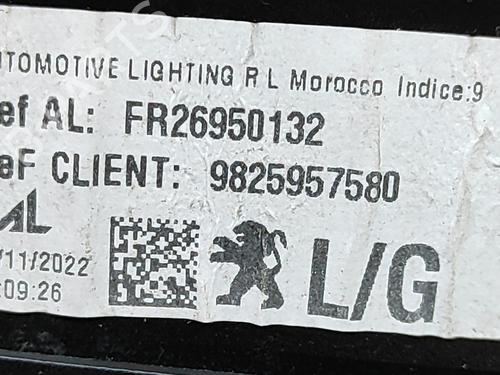 UTOMOTIVE LIGHTING R L Morocco Indice:9
ef AL: FR26950132
eF CLIENT: 9825957580
AL
/11/2022
:09:26
L/G